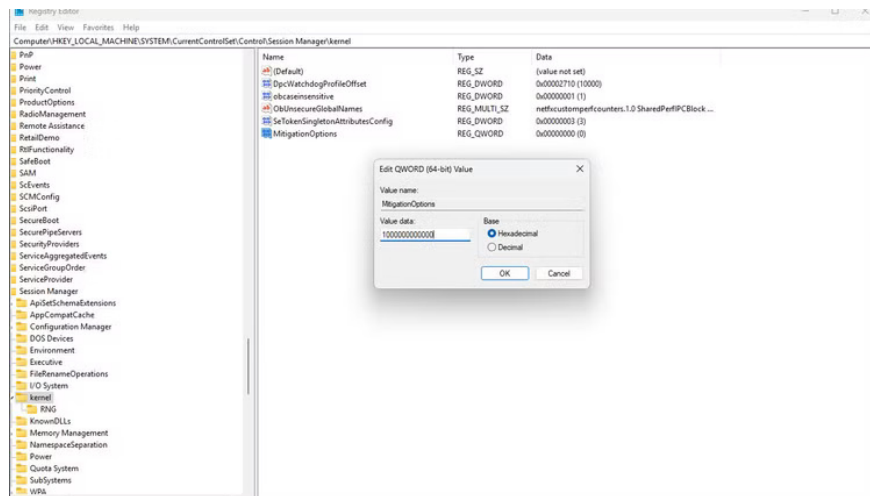 Registry Editor
File Edit View Favorites Help
Computer\HKEY_LOCAL_MACHINE\SYSTEM\CurrentControlSet\Control\Session Manager\kernel
PnP
Power
Print
PriorityControl
ProductOptions
RadioManagement
Remote Assistance
RetailDemo
RtlFunctionality
SafeBoot
SAM
ScEvents
SCMConfig
ScsiPort
SecureBoot
SecurePipeServers
SecurityProviders
ServiceAggregatedEvents
ServiceGroupOrder
ServiceProvider
Session Manager
ApiSetSchemaExtensions
AppCompatCache
Configuration Manager
DOS Devices
Environment
Executive
FileRenameOperations
I/O System
kernel
RNG
KnownDLLs
Memory Management
NamespaceSeparation
Power
Quota System
SubSystems
WPA
Name Type Data
(Default) REG_SZ (value not set)
DpcWatchdogProfileOffset REG_DWORD 0x00002710 (10000)
obcaseinsensitive REG_DWORD 0x00000001 (1)
ObUnsecureGlobalNames REG_MULTI_SZ netfxcustomperfcounters.1.0 SharedPerfIPCBlock ...
SeTokenSingletonAttributesConfig REG_DWORD 0x00000003 (3)
MitigationOptions REG_QWORD 0x00000000 (0)
Edit QWORD (64-bit) Value
Value name:
MitigationOptions
Value data: Base
1000000000000 Hexadecimal
Decimal
OK Cancel